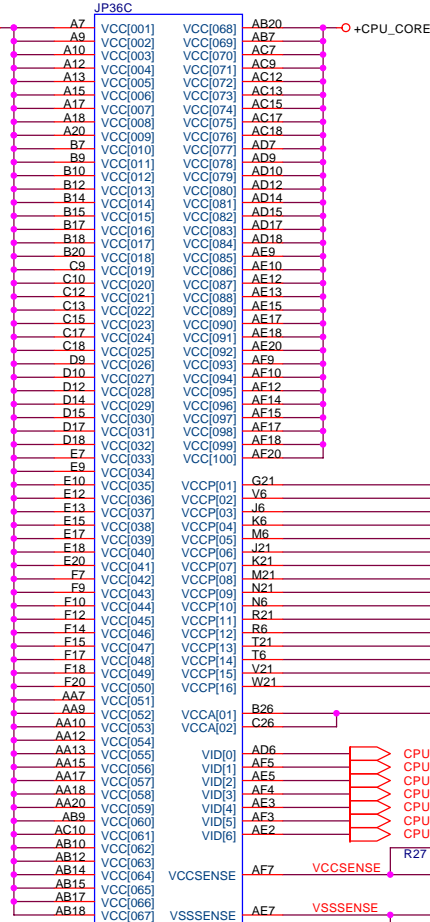 JP36C
A7 VCC[001] VCC[068] AB20 +CPU_CORE
A9 VCC[002] VCC[069] AB7
A10 VCC[003] VCC[070] AC7
A12 VCC[004] VCC[071] AC9
A13 VCC[005] VCC[072] AC12
A15 VCC[006] VCC[073] AC13
A17 VCC[007] VCC[074] AC15
A18 VCC[008] VCC[075] AC17
A20 VCC[009] VCC[076] AC18
B7 VCC[010] VCC[077] AD7
B9 VCC[011] VCC[078] AD9
B10 VCC[012] VCC[079] AD10
B12 VCC[013] VCC[080] AD12
B14 VCC[014] VCC[081] AD14
B15 VCC[015] VCC[082] AD15
B17 VCC[016] VCC[083] AD17
B18 VCC[017] VCC[084] AD18
B20 VCC[018] VCC[085] AE9
C9 VCC[019] VCC[086] AE10
C10 VCC[020] VCC[087] AE12
C12 VCC[021] VCC[088] AE13
C13 VCC[022] VCC[089] AE15
C15 VCC[023] VCC[090] AE17
C17 VCC[024] VCC[091] AE18
C18 VCC[025] VCC[092] AE20
D9 VCC[026] VCC[093] AF9
D10 VCC[027] VCC[094] AF10
D12 VCC[028] VCC[095] AF12
D14 VCC[029] VCC[096] AF14
D15 VCC[030] VCC[097] AF15
D17 VCC[031] VCC[098] AF17
D18 VCC[032] VCC[099] AF18
E7 VCC[033] VCC[100] AF20
E9 VCC[034]
E10 VCC[035] VCCP[01] G21
E12 VCC[036] VCCP[02] V6
E13 VCC[037] VCCP[03] J6
E15 VCC[038] VCCP[04] K6
E17 VCC[039] VCCP[05] M6
E18 VCC[040] VCCP[06] J21
E20 VCC[041] VCCP[07] K21
F7 VCC[042] VCCP[08] M21
F9 VCC[043] VCCP[09] N21
F10 VCC[044] VCCP[10] N6
F12 VCC[045] VCCP[11] R21
F14 VCC[046] VCCP[12] R6
F15 VCC[047] VCCP[13] T21
F17 VCC[048] VCCP[14] T6
F18 VCC[049] VCCP[15] V21
F20 VCC[050] VCCP[16] W21
AA7 VCC[051]
AA9 VCC[052] VCCA[01] B26
AA10 VCC[053] VCCA[02] C26
AA12 VCC[054]
AA13 VCC[055] VID[0] AD6 CPU
AA15 VCC[056] VID[1] AF5 CPU
AA17 VCC[057] VID[2] AE5 CPU
AA18 VCC[058] VID[3] AF4 CPU
AA20 VCC[059] VID[4] AE3 CPU
AB9 VCC[060] VID[5] AF3 CPU
AC10 VCC[061] VID[6] AE2 CPU
AB10 VCC[062] R27
AB12 VCC[063]
AB14 VCC[064] VCCSENSE AF7 VCCSENSE
AB15 VCC[065]
AB17 VCC[066]
AB18 VCC[067] VSSSENSE AE7 VSSSENSE